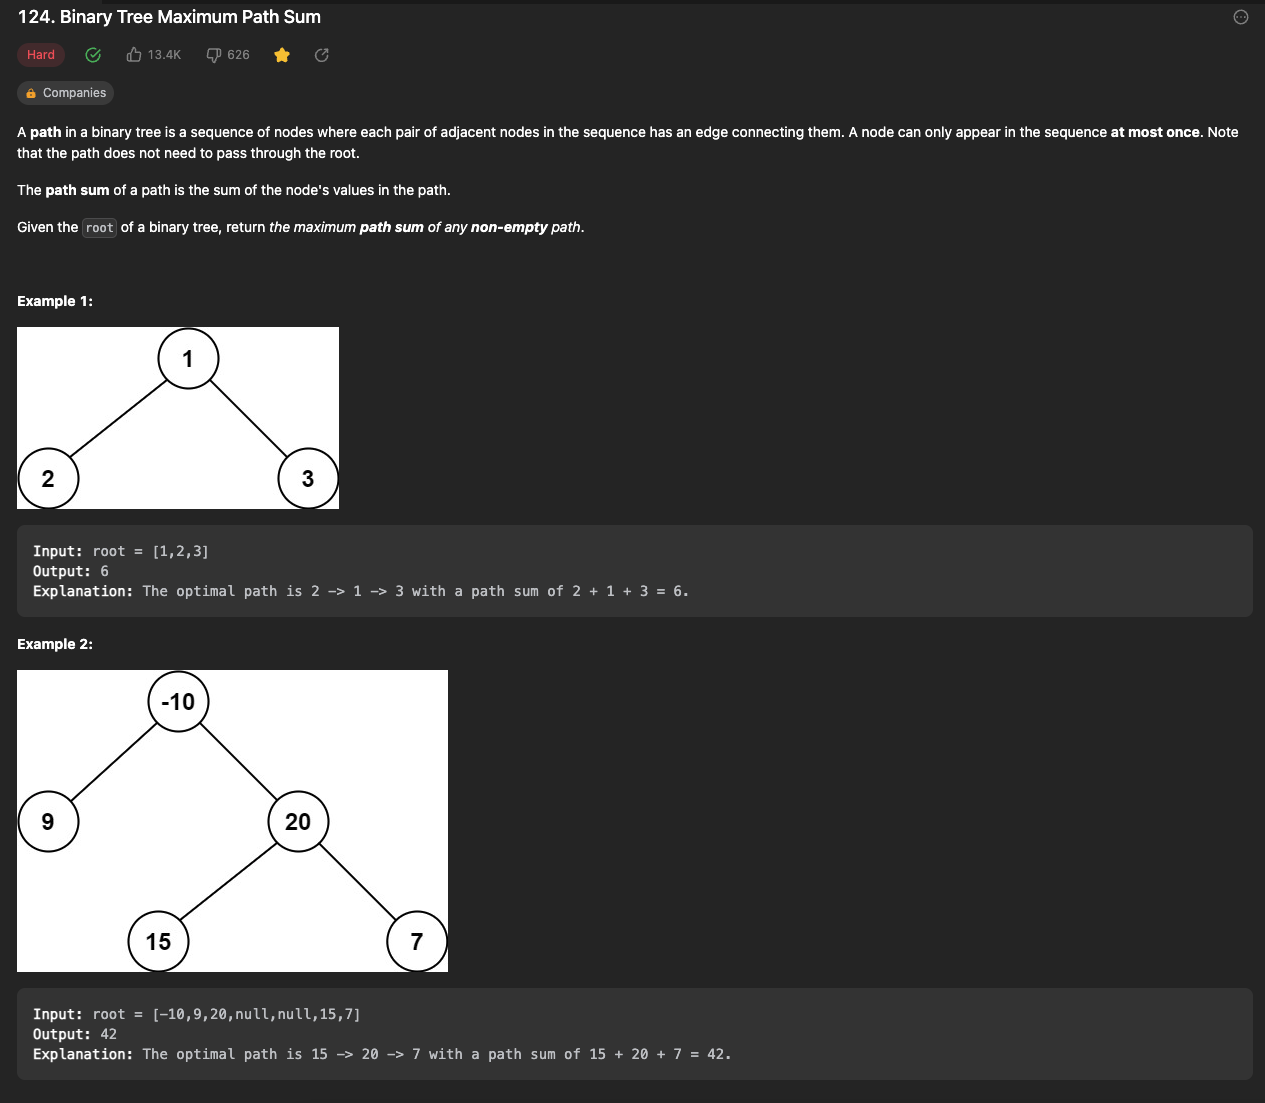 124. Binary Tree Maximum Path Sum
Hard 13.4K 626
Companies
A path in a binary tree is a sequence of nodes where each pair of adjacent nodes in the sequence has an edge connecting them. A node can only appear in the sequence at most once. Note
that the path does not need to pass through the root.
The path sum of a path is the sum of the node's values in the path.
Given the root of a binary tree, return the maximum path sum of any non-empty path.
Example 1:
1
2 3
Input: root = [1,2,3]
Output: 6
Explanation: The optimal path is 2 -> 1 -> 3 with a path sum of 2 + 1 + 3 = 6.
Example 2:
-10
9 20
15 7
Input: root = [-10,9,20,null,null,15,7]
Output: 42
Explanation: The optimal path is 15 -> 20 -> 7 with a path sum of 15 + 20 + 7 = 42.